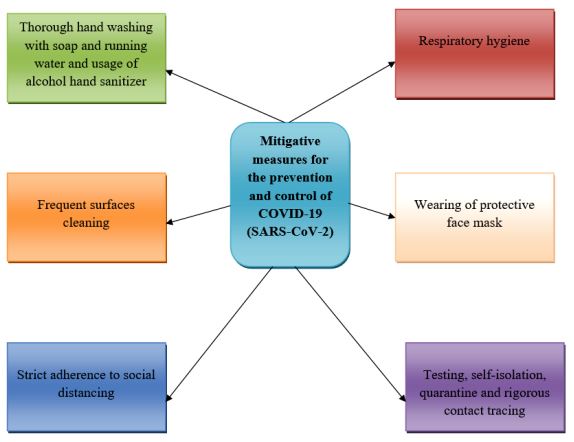 Thorough hand washing
with soap and running
water and usage of
alcohol hand sanitizer
Respiratory hygiene
Mitigative
measures for
the prevention
and control of
COVID-19
(SARS-CoV-2)
Frequent surfaces
cleaning
Wearing of protective
face mask
Strict adherence to social
distancing
Testing, self-isolation,
quarantine and rigorous
contact tracing